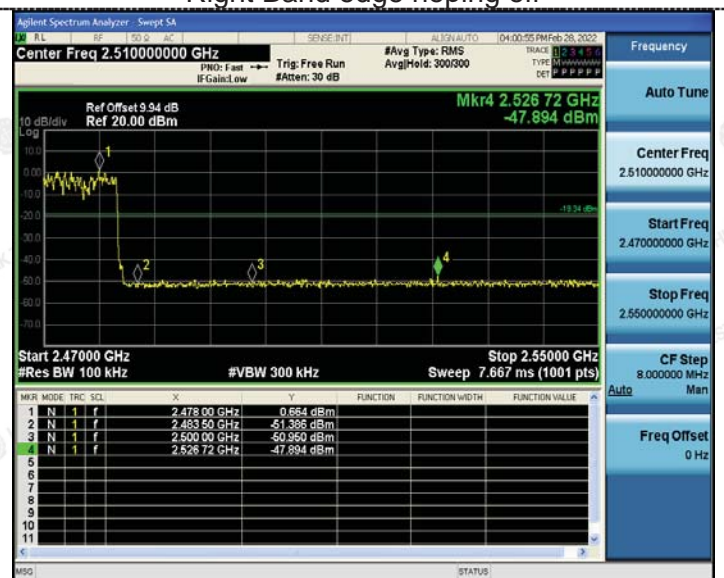 Right Band edge hoping off
Agilent Spectrum Analyzer - Swept SA
RL RF 50 Ω AC SENSE:INT ALIGN AUTO 04:00:55 PM Feb 28, 2022
Center Freq 2.510000000 GHz #Avg Type: RMS TRACE 1 2 3 4 5 6
PNO: Fast Trig: Free Run Avg|Hold: 300/300 TYPE M
IFGain:Low #Atten: 30 dB DET P P P P P P
Mkr4 2.526 72 GHz
-47.894 dBm
Ref Offset 9.94 dB
10 dB/div Ref 20.00 dBm
Log
10.0
0.00
-10.0
-20.0
-30.0
-40.0
-50.0
-60.0
-70.0
1
2
3
4
-19.34 dBm
Start 2.47000 GHz Stop 2.55000 GHz
#Res BW 100 kHz #VBW 300 kHz Sweep 7.667 ms (1001 pts)
MKR MODE TRC SCL X Y FUNCTION FUNCTION WIDTH FUNCTION VALUE
1 N 1 f 2.478 00 GHz 0.664 dBm
2 N 1 f 2.483 50 GHz -51.386 dBm
3 N 1 f 2.500 00 GHz -50.950 dBm
4 N 1 f 2.526 72 GHz -47.894 dBm
5
6
7
8
9
10
11
MSG STATUS
Frequency
Auto Tune
Center Freq
2.510000000 GHz
Start Freq
2.470000000 GHz
Stop Freq
2.550000000 GHz
CF Step
8.000000 MHz
Auto Man
Freq Offset
0 Hz